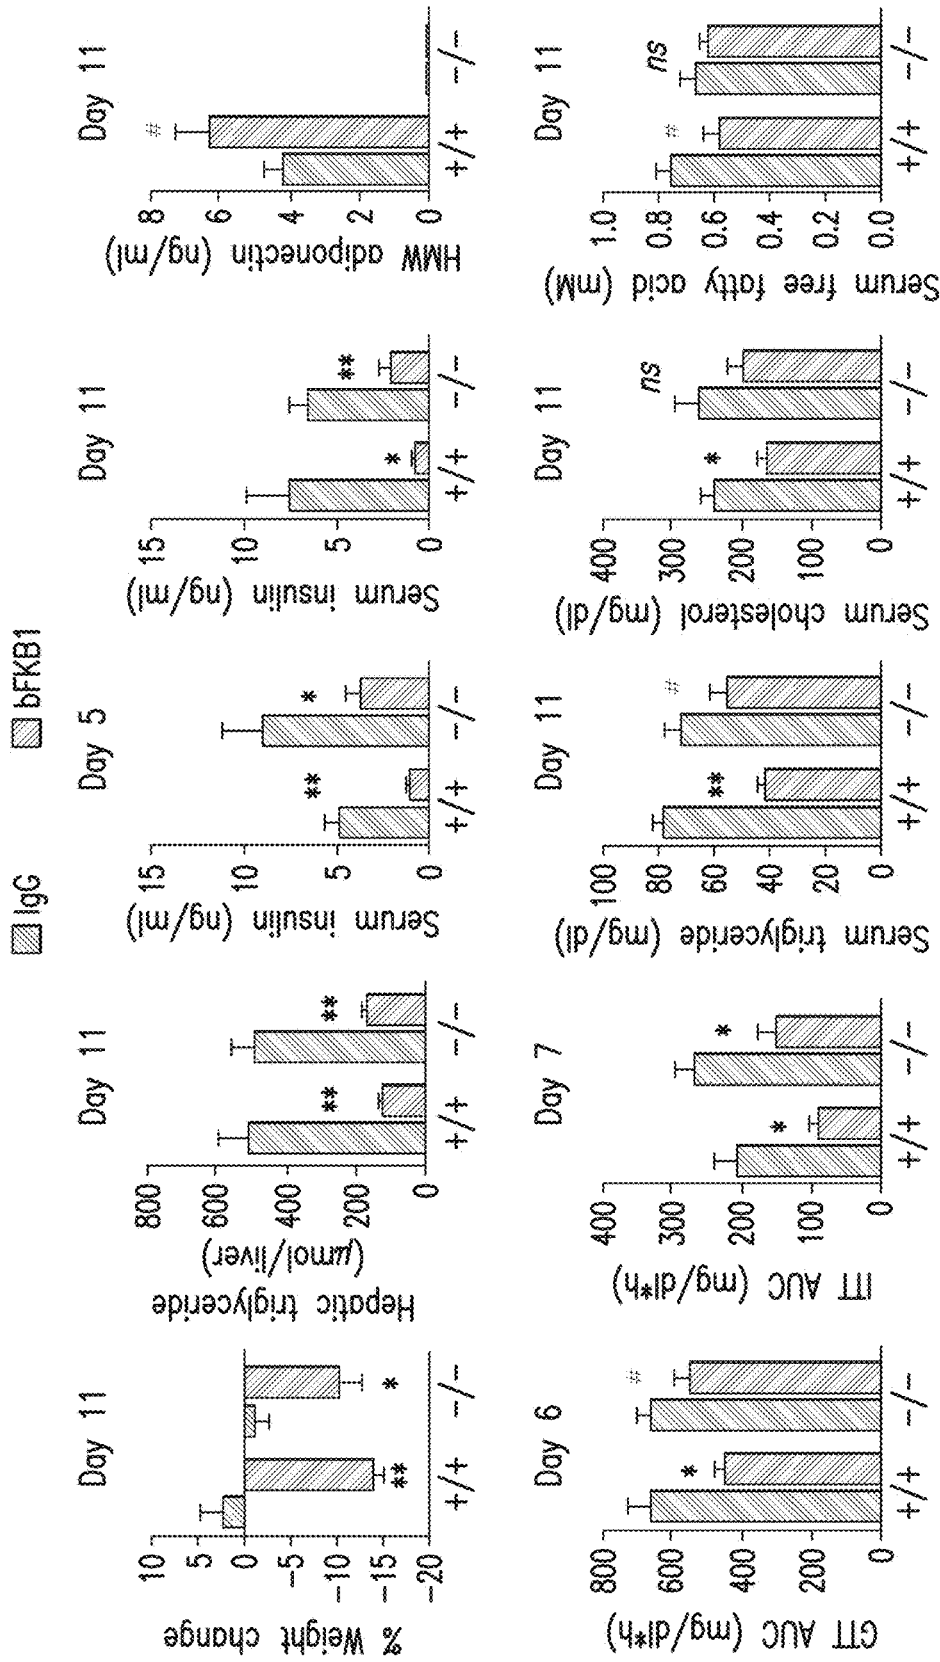 IgG bFKB1
Day 11
% Weight change
10
5
0
-5
-10
-15
-20
**
*
+/+ -/-
Day 11
Hepatic triglyceride
(μmol/liver)
800
600
400
200
0
** **
+/+ -/-
Day 5
Serum insulin (ng/ml)
15
10
5
0
** *
+/+ -/-
Day 11
Serum insulin (ng/ml)
15
10
5
0
* **
+/+ -/-
Day 11
HMW adiponectin (ng/ml)
8
6
4
2
0
#
+/+ -/-
Day 6
GTT AUC (mg/dl*h)
800
600
400
200
0
* #
+/+ -/-
Day 7
ITT AUC (mg/dl*h)
400
300
200
100
0
* *
+/+ -/-
Day 11
Serum triglyceride (mg/dl)
100
80
60
40
20
0
** #
+/+ -/-
Day 11
Serum cholesterol (mg/dl)
400
300
200
100
0
* ns
+/+ -/-
Day 11
Serum free fatty acid (mM)
1.0
0.8
0.6
0.4
0.2
0.0
# ns
+/+ -/-